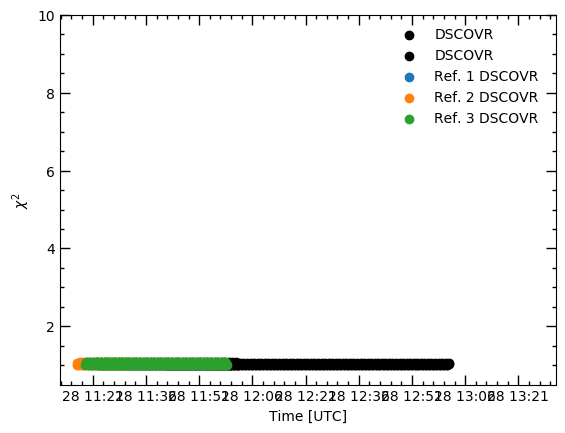 DSCOVR
DSCOVR
Ref. 1 DSCOVR
Ref. 2 DSCOVR
Ref. 3 DSCOVR
10
8
6
4
2
χ²
28 11:21 28 11:36 28 11:51 28 12:06 28 12:21 28 12:36 28 12:51 28 13:06 28 13:21
Time [UTC]